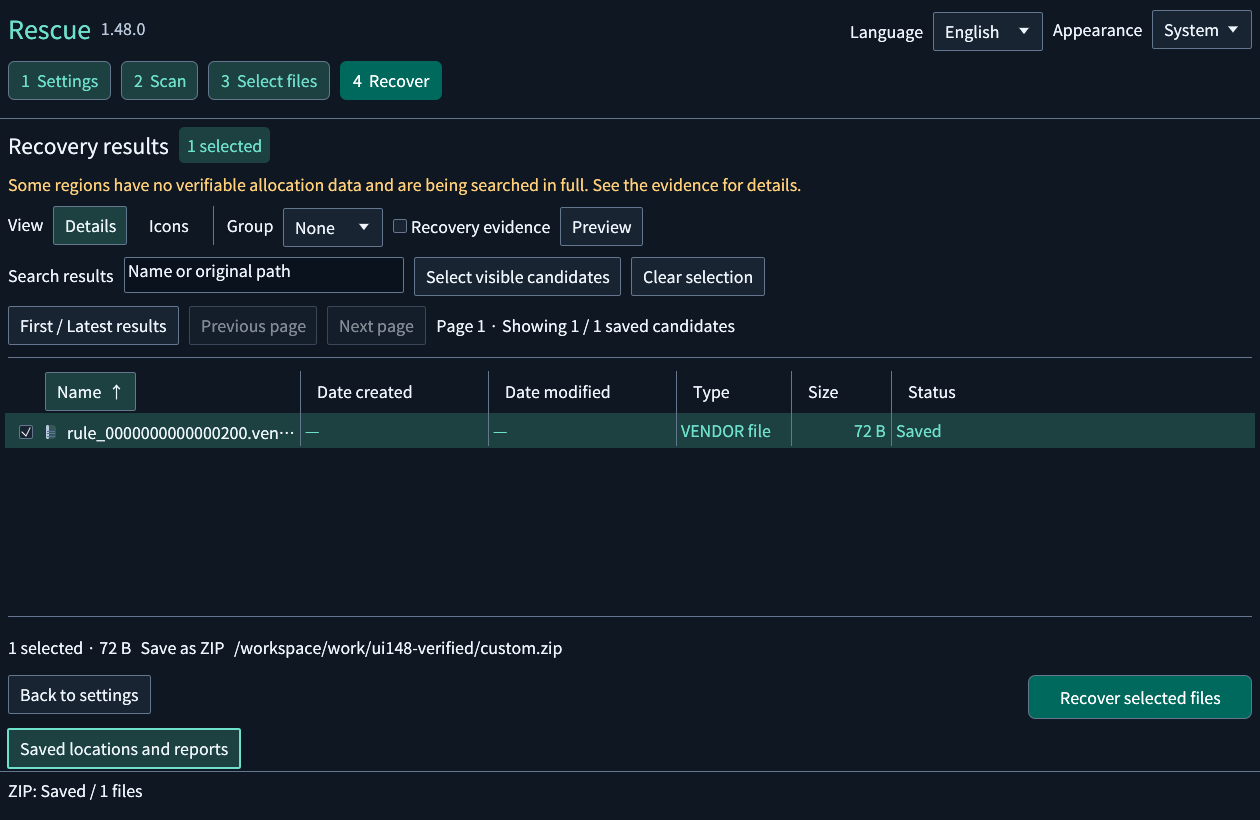 Rescue 1.48.0
Language English Appearance System
1 Settings 2 Scan 3 Select files 4 Recover
Recovery results 1 selected
Some regions have no verifiable allocation data and are being searched in full. See the evidence for details.
View Details Icons Group None Recovery evidence Preview
Search results Name or original path Select visible candidates Clear selection
First / Latest results Previous page Next page Page 1 · Showing 1 / 1 saved candidates
Name ↑ Date created Date modified Type Size Status
rule_0000000000000200.ven··· — — VENDOR file 72 B Saved
1 selected · 72 B Save as ZIP /workspace/work/ui148-verified/custom.zip
Back to settings Recover selected files
Saved locations and reports
ZIP: Saved / 1 files